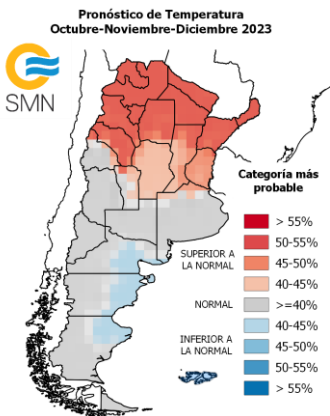 Pronóstico de Temperatura
Octubre-Noviembre-Diciembre 2023
SMN
Categoría más
probable
> 55%
50-55%
SUPERIOR A
LA NORMAL
45-50%
40-45%
NORMAL
>=40%
INFERIOR A
LA NORMAL
40-45%
45-50%
50-55%
> 55%